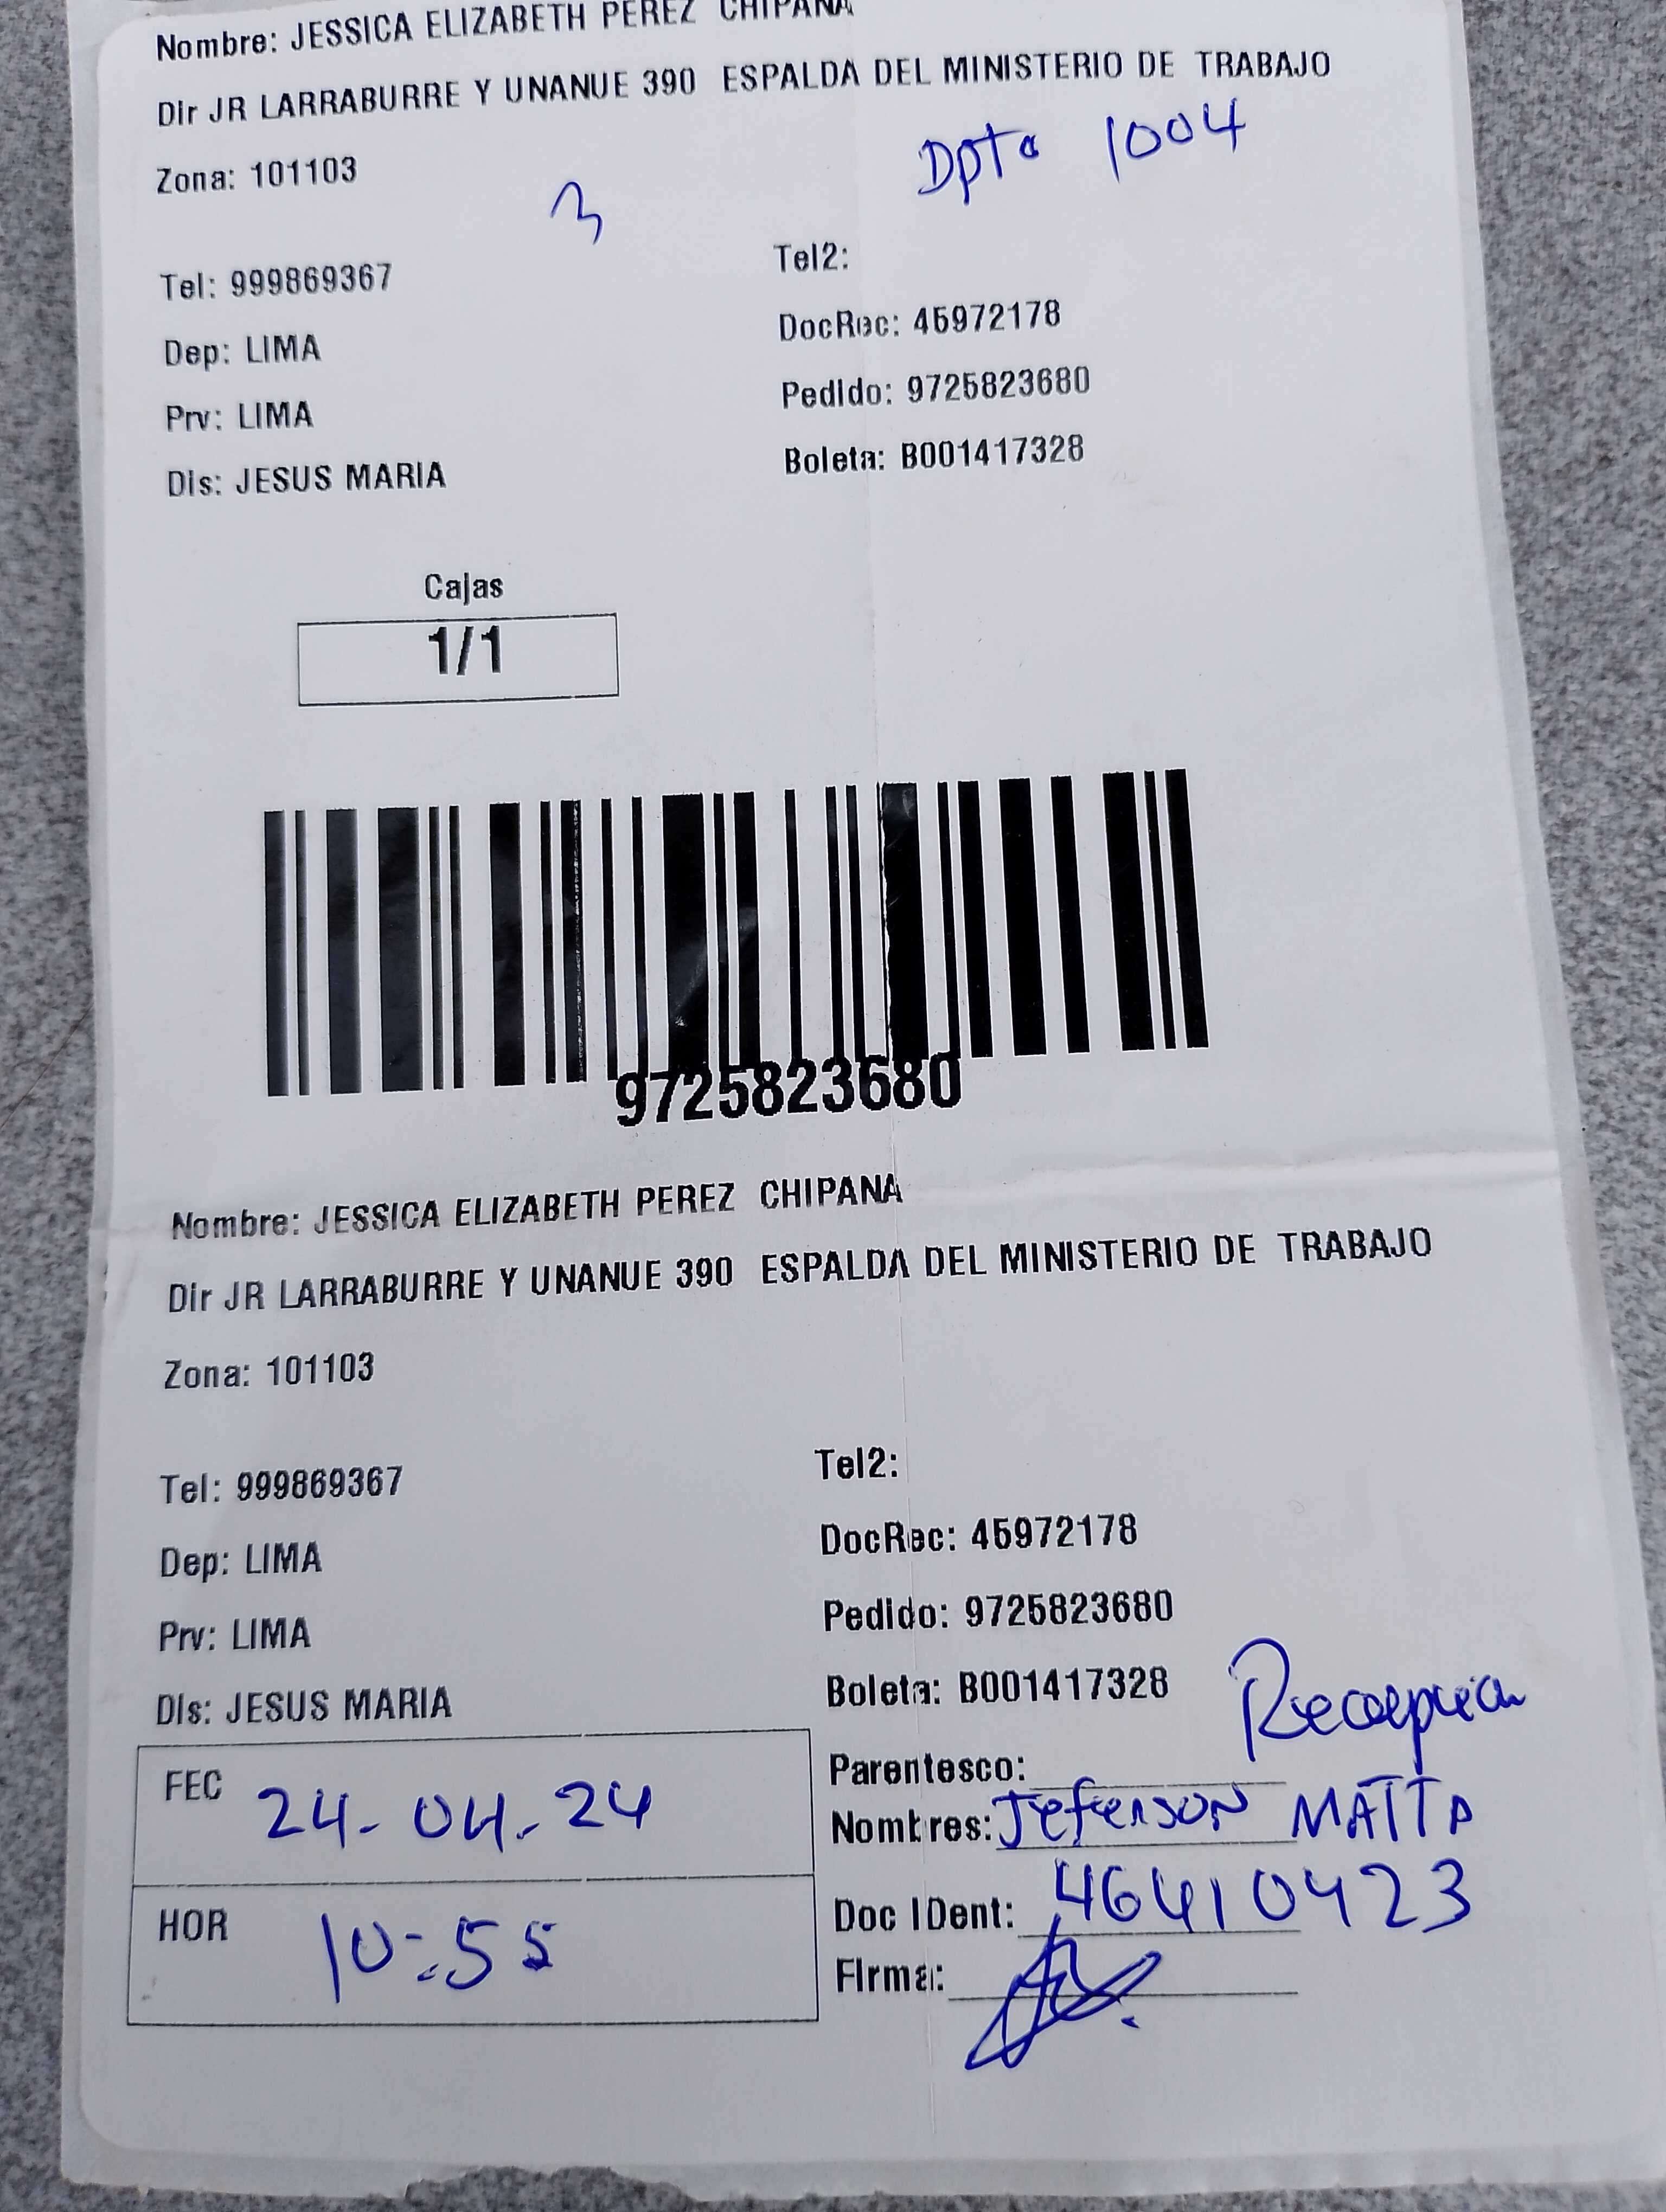 Nombre: JESSICA ELIZABETH PEREZ CHIPANA
Dir JR LARRABURRE Y UNANUE 390 ESPALDA DEL MINISTERIO DE TRABAJO
Dpto 1004
Zona: 101103
3
Tel: 999869367 Tel2:
Dep: LIMA DocRec: 45972178
Prv: LIMA Pedido: 9725823680
Dis: JESUS MARIA Boleta: B001417328
Cajas
1/1
9725823680
Nombre: JESSICA ELIZABETH PEREZ CHIPANA
Dir JR LARRABURRE Y UNANUE 390 ESPALDA DEL MINISTERIO DE TRABAJO
Zona: 101103
Tel: 999869367 Tel2:
Dep: LIMA DocRec: 45972178
Prv: LIMA Pedido: 9725823680
Dis: JESUS MARIA Boleta: B001417328
Recepcion
FEC 24-04-24 Parentesco:
Nombres: Jeferson MATTA
HOR 10:55 Doc IDent: 46410423
Firma: